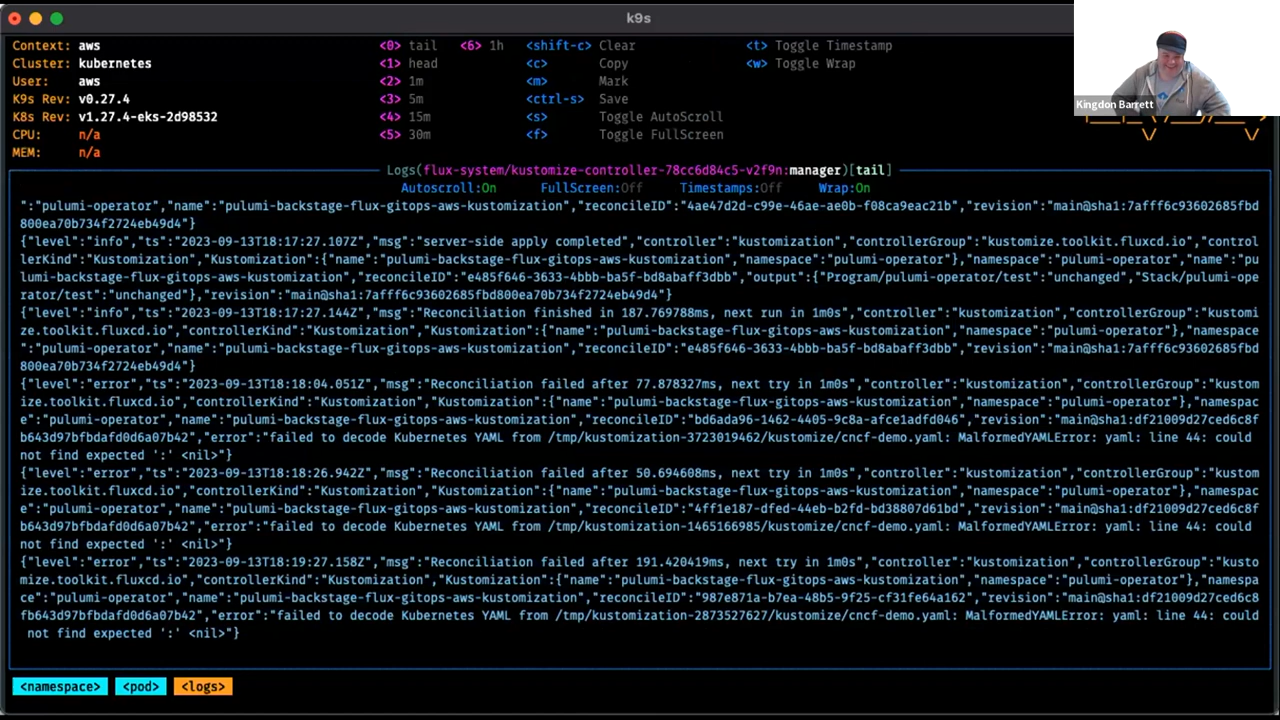 k9s
Context: aws
Cluster: kubernetes
User: aws
K9s Rev: v0.27.4
K8s Rev: v1.27.4-eks-2d98532
CPU: n/a
MEM: n/a
<0> tail <6> 1h
<1> head
<2> 1m
<3> 5m
<4> 15m
<5> 30m
<shift-c> Clear
<c> Copy
<m> Mark
<ctrl-s> Save
<s> Toggle AutoScroll
<f> Toggle FullScreen
<t> Toggle Timestamp
<w> Toggle Wrap
Kingdon Barrett
Logs(flux-system/kustomize-controller-78cc6d84c5-v2f9n:manager)[tail]
Autoscroll:On FullScreen:Off Timestamps:Off Wrap:On
":"pulumi-operator","name":"pulumi-backstage-flux-gitops-aws-kustomization","reconcileID":"4ae47d2d-c99e-46ae-ae0b-f08ca9eac21b","revision":"main@sha1:7afff6c93602685fbd
800ea70b734f2724eb49d4"}
{"level":"info","ts":"2023-09-13T18:17:27.107Z","msg":"server-side apply completed","controller":"kustomization","controllerGroup":"kustomize.toolkit.fluxcd.io","control
lerKind":"Kustomization","Kustomization":{"name":"pulumi-backstage-flux-gitops-aws-kustomization","namespace":"pulumi-operator"},"namespace":"pulumi-operator","name":"pu
lumi-backstage-flux-gitops-aws-kustomization","reconcileID":"e485f646-3633-4bbb-ba5f-bd8abaff3dbb","output":{"Program/pulumi-operator/test":"unchanged","Stack/pulumi-ope
rator/test":"unchanged"},"revision":"main@sha1:7afff6c93602685fbd800ea70b734f2724eb49d4"}
{"level":"info","ts":"2023-09-13T18:17:27.144Z","msg":"Reconciliation finished in 187.769788ms, next run in 1m0s","controller":"kustomization","controllerGroup":"kustomi
ze.toolkit.fluxcd.io","controllerKind":"Kustomization","Kustomization":{"name":"pulumi-backstage-flux-gitops-aws-kustomization","namespace":"pulumi-operator"},"namespace
":"pulumi-operator","name":"pulumi-backstage-flux-gitops-aws-kustomization","reconcileID":"e485f646-3633-4bbb-ba5f-bd8abaff3dbb","revision":"main@sha1:7afff6c93602685fbd
800ea70b734f2724eb49d4"}
{"level":"error","ts":"2023-09-13T18:18:04.051Z","msg":"Reconciliation failed after 77.878327ms, next try in 1m0s","controller":"kustomization","controllerGroup":"kustom
ize.toolkit.fluxcd.io","controllerKind":"Kustomization","Kustomization":{"name":"pulumi-backstage-flux-gitops-aws-kustomization","namespace":"pulumi-operator"},"namespac
e":"pulumi-operator","name":"pulumi-backstage-flux-gitops-aws-kustomization","reconcileID":"bd6ada96-1462-4405-9c8a-afce1adfd046","revision":"main@sha1:df21009d27ced6c8f
b643d97bfbdafd0d6a07b42","error":"failed to decode Kubernetes YAML from /tmp/kustomization-3723019462/kustomize/cncf-demo.yaml: MalformedYAMLError: yaml: line 44: could
not find expected ':' <nil>"}
{"level":"error","ts":"2023-09-13T18:18:26.942Z","msg":"Reconciliation failed after 50.694608ms, next try in 1m0s","controller":"kustomization","controllerGroup":"kustom
ize.toolkit.fluxcd.io","controllerKind":"Kustomization","Kustomization":{"name":"pulumi-backstage-flux-gitops-aws-kustomization","namespace":"pulumi-operator"},"namespac
e":"pulumi-operator","name":"pulumi-backstage-flux-gitops-aws-kustomization","reconcileID":"4ff1e187-dfed-44eb-b2fd-bd38807d61bd","revision":"main@sha1:df21009d27ced6c8f
b643d97bfbdafd0d6a07b42","error":"failed to decode Kubernetes YAML from /tmp/kustomization-1465166985/kustomize/cncf-demo.yaml: MalformedYAMLError: yaml: line 44: could
not find expected ':' <nil>"}
{"level":"error","ts":"2023-09-13T18:19:27.158Z","msg":"Reconciliation failed after 191.420419ms, next try in 1m0s","controller":"kustomization","controllerGroup":"kusto
mize.toolkit.fluxcd.io","controllerKind":"Kustomization","Kustomization":{"name":"pulumi-backstage-flux-gitops-aws-kustomization","namespace":"pulumi-operator"},"namespa
ce":"pulumi-operator","name":"pulumi-backstage-flux-gitops-aws-kustomization","reconcileID":"987e871a-b7ea-48b5-9f25-cf31fe64a162","revision":"main@sha1:df21009d27ced6c8
fb643d97bfbdafd0d6a07b42","error":"failed to decode Kubernetes YAML from /tmp/kustomization-2873527627/kustomize/cncf-demo.yaml: MalformedYAMLError: yaml: line 44: could
not find expected ':' <nil>"}
<namespace> <pod> <logs>